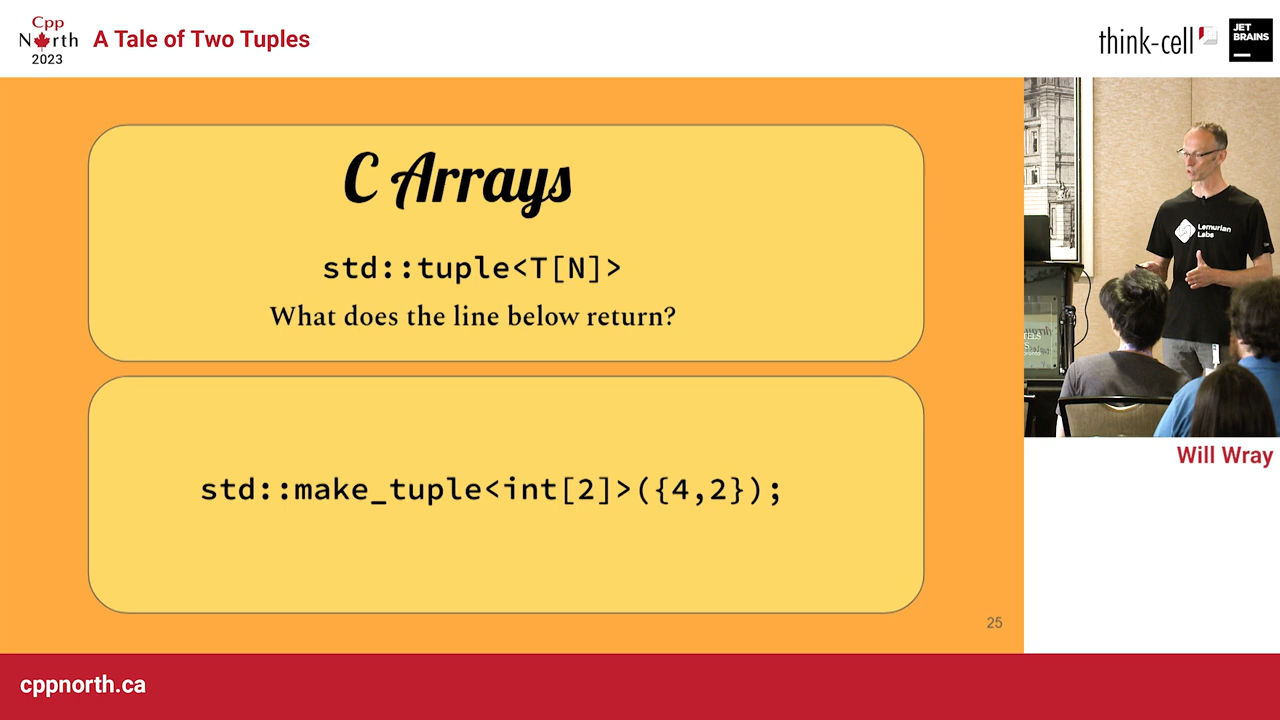 Cpp
North
2023
A Tale of Two Tuples
think-cell
JET
BRAINS
C Arrays
std::tuple<T[N]>
What does the line below return?
std::make_tuple<int[2]>({4,2});
25
Lemurian
Labs
Will Wray
cppnorth.ca